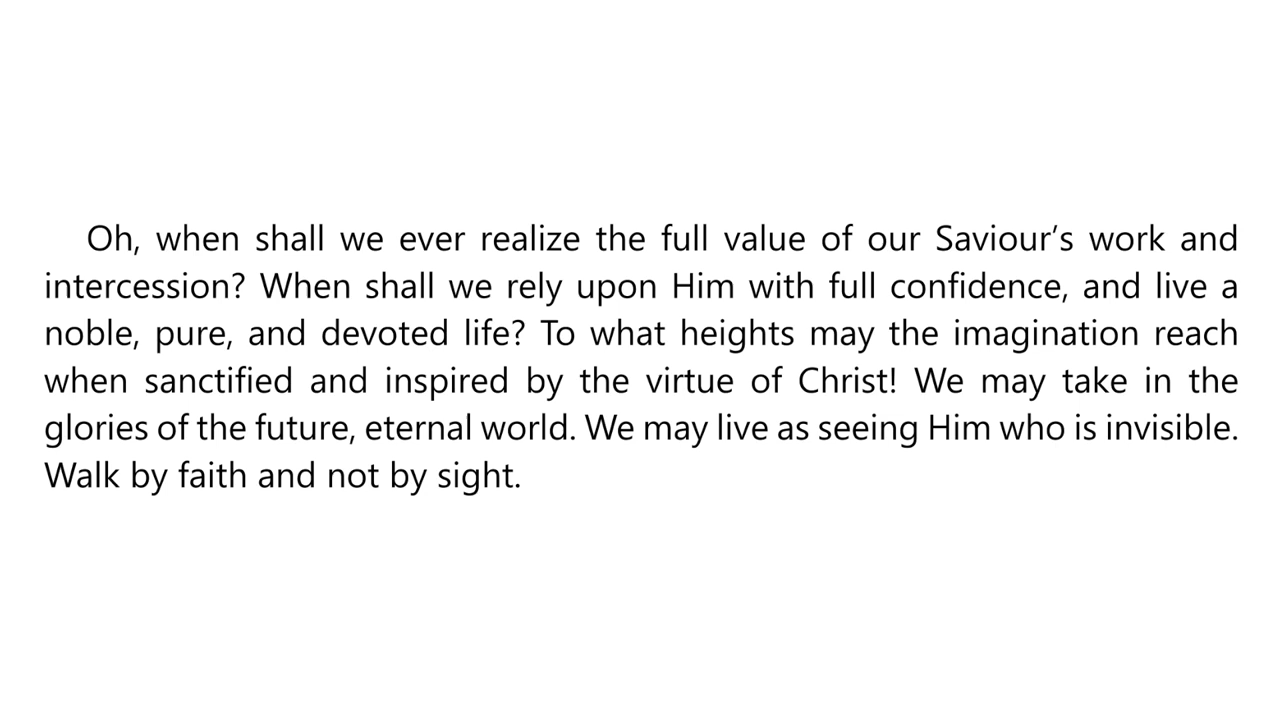 Oh, when shall we ever realize the full value of our Saviour’s work and
intercession? When shall we rely upon Him with full confidence, and live a
noble, pure, and devoted life? To what heights may the imagination reach
when sanctified and inspired by the virtue of Christ! We may take in the
glories of the future, eternal world. We may live as seeing Him who is invisible.
Walk by faith and not by sight.